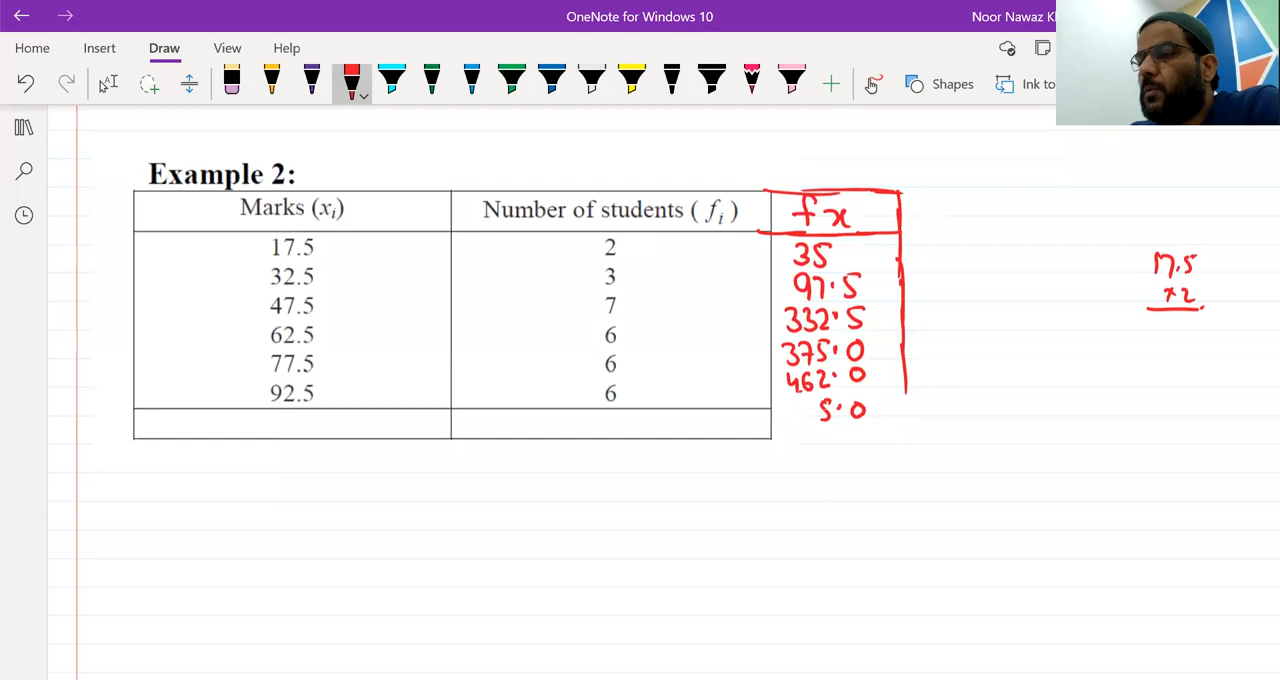 OneNote for Windows 10
Noor Nawaz Kh
Home Insert Draw View Help
Shapes Ink to
Example 2:
Marks (xi) Number of students ( fi ) fx
17.5 2 35
32.5 3 97.5
47.5 7 332.5
62.5 6 375.0
77.5 6 462.0
92.5 6 5.0
17.5
×2